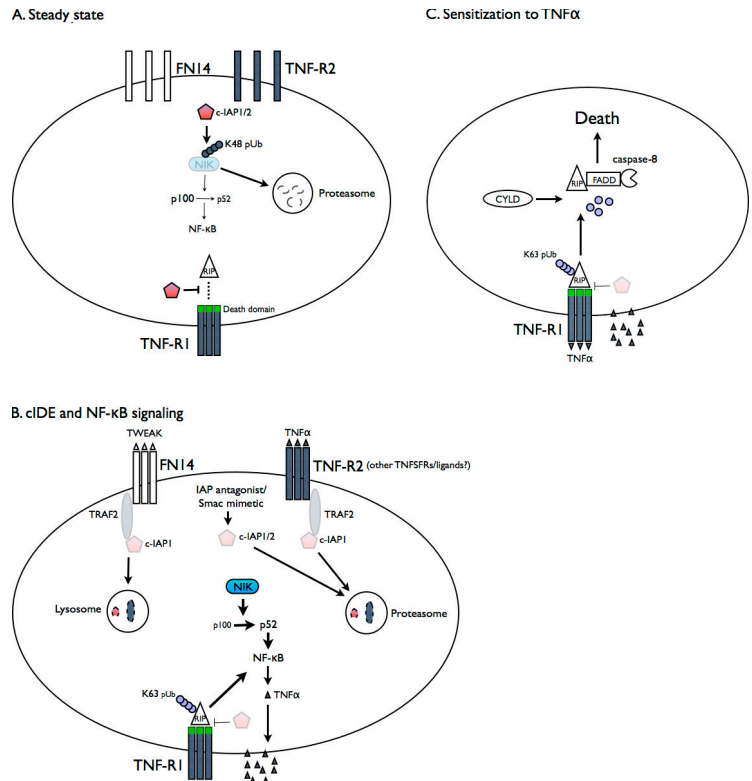 A. Steady state
FN14
TNF-R2
c-IAP1/2
K48 pUb
NIK
Proteasome
p100
p52
NF-κB
RIP
Death domain
TNF-R1
C. Sensitization to TNFα
Death
caspase-8
RIP
FADD
CYLD
K63 pUb
RIP
TNF-R1
TNFα
B. cIDE and NF-κB signaling
TWEAK
FN14
TNFα
TNF-R2 (other TNFSFRs/ligands?)
IAP antagonist/
Smac mimetic
TRAF2
TRAF2
c-IAP1
c-IAP1/2
c-IAP1
NIK
Lysosome
Proteasome
p100
p52
NF-κB
TNFα
K63 pUb
RIP
TNF-R1